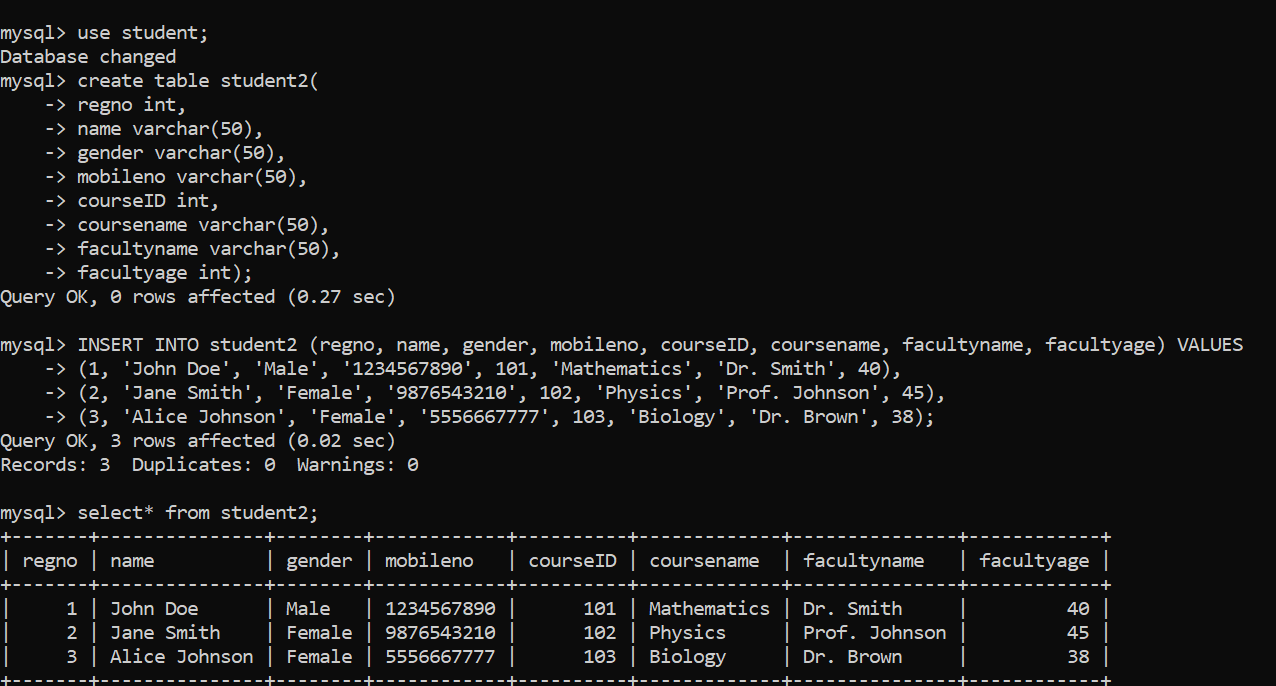 mysql> use student;
Database changed
mysql> create table student2(
    -> regno int,
    -> name varchar(50),
    -> gender varchar(50),
    -> mobileno varchar(50),
    -> courseID int,
    -> coursename varchar(50),
    -> facultyname varchar(50),
    -> facultyage int);
Query OK, 0 rows affected (0.27 sec)

mysql> INSERT INTO student2 (regno, name, gender, mobileno, courseID, coursename, facultyname, facultyage) VALUES
    -> (1, 'John Doe', 'Male', '1234567890', 101, 'Mathematics', 'Dr. Smith', 40),
    -> (2, 'Jane Smith', 'Female', '9876543210', 102, 'Physics', 'Prof. Johnson', 45),
    -> (3, 'Alice Johnson', 'Female', '5556667777', 103, 'Biology', 'Dr. Brown', 38);
Query OK, 3 rows affected (0.02 sec)
Records: 3  Duplicates: 0  Warnings: 0

mysql> select* from student2;
+-------+---------------+--------+------------+----------+-------------+---------------+------------+
| regno | name          | gender | mobileno   | courseID | coursename  | facultyname   | facultyage |
+-------+---------------+--------+------------+----------+-------------+---------------+------------+
|     1 | John Doe      | Male   | 1234567890 |      101 | Mathematics | Dr. Smith     |         40 |
|     2 | Jane Smith    | Female | 9876543210 |      102 | Physics     | Prof. Johnson |         45 |
|     3 | Alice Johnson | Female | 5556667777 |      103 | Biology     | Dr. Brown     |         38 |
+-------+---------------+--------+------------+----------+-------------+---------------+------------+